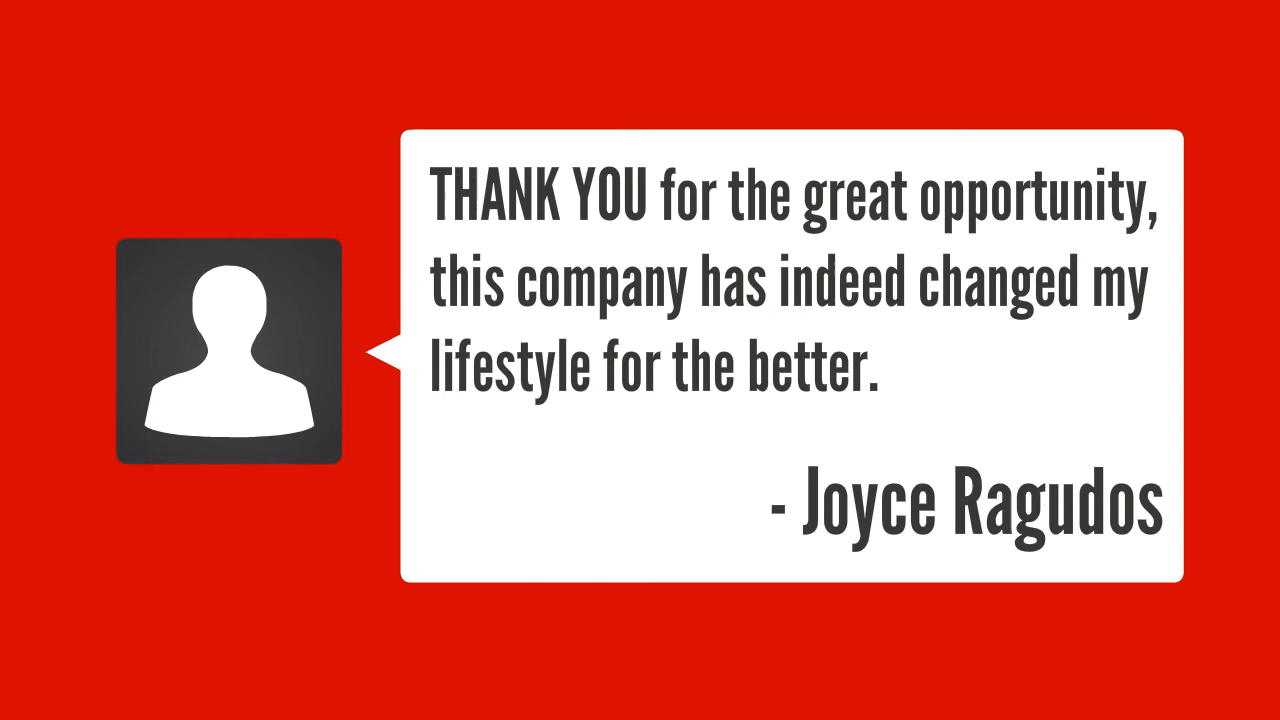 THANK YOU for the great opportunity,
this company has indeed changed my
lifestyle for the better.
- Joyce Ragudos